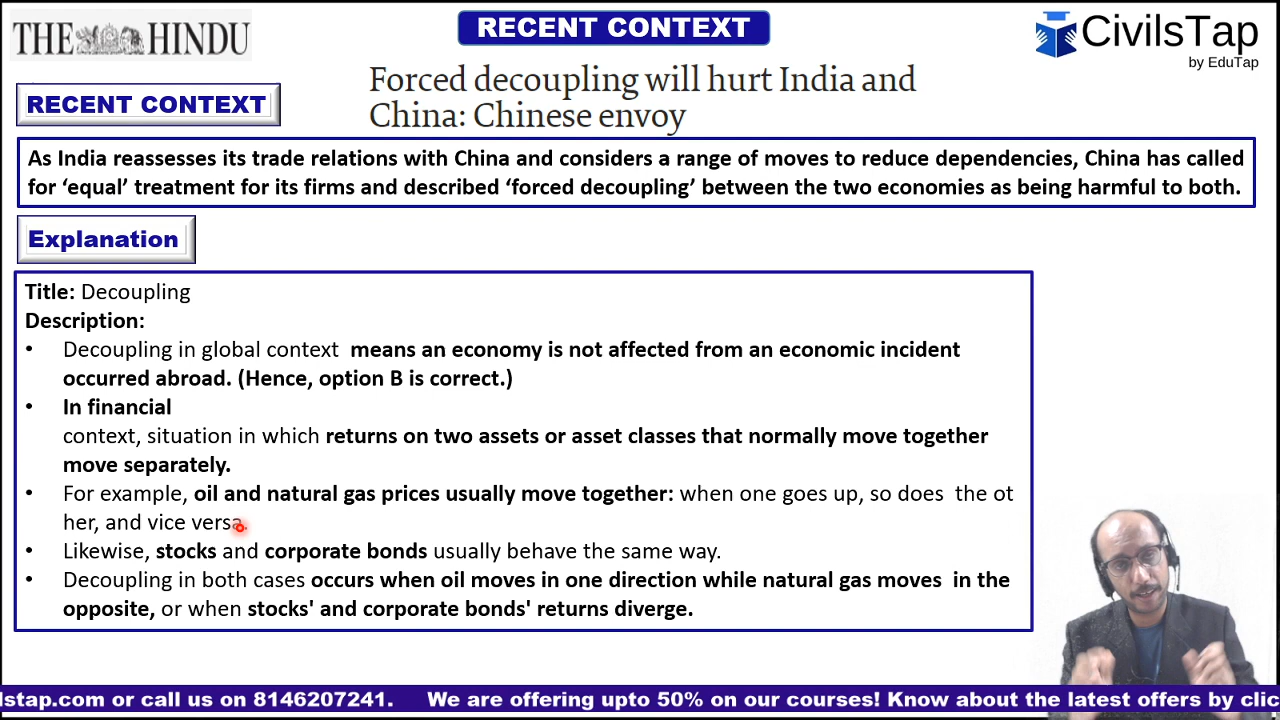 THE HINDU
RECENT CONTEXT
CivilsTap
by EduTap
Forced decoupling will hurt India and
China: Chinese envoy
RECENT CONTEXT
As India reassesses its trade relations with China and considers a range of moves to reduce dependencies, China has called
for ‘equal’ treatment for its firms and described ‘forced decoupling’ between the two economies as being harmful to both.
Explanation
Title: Decoupling
Description:
• Decoupling in global context means an economy is not affected from an economic incident
occurred abroad. (Hence, option B is correct.)
• In financial
context, situation in which returns on two assets or asset classes that normally move together
move separately.
• For example, oil and natural gas prices usually move together: when one goes up, so does the ot
her, and vice versa.
• Likewise, stocks and corporate bonds usually behave the same way.
• Decoupling in both cases occurs when oil moves in one direction while natural gas moves in the
opposite, or when stocks' and corporate bonds' returns diverge.
lstap.com or call us on 8146207241. We are offering upto 50% on our courses! Know about the latest offers by clic